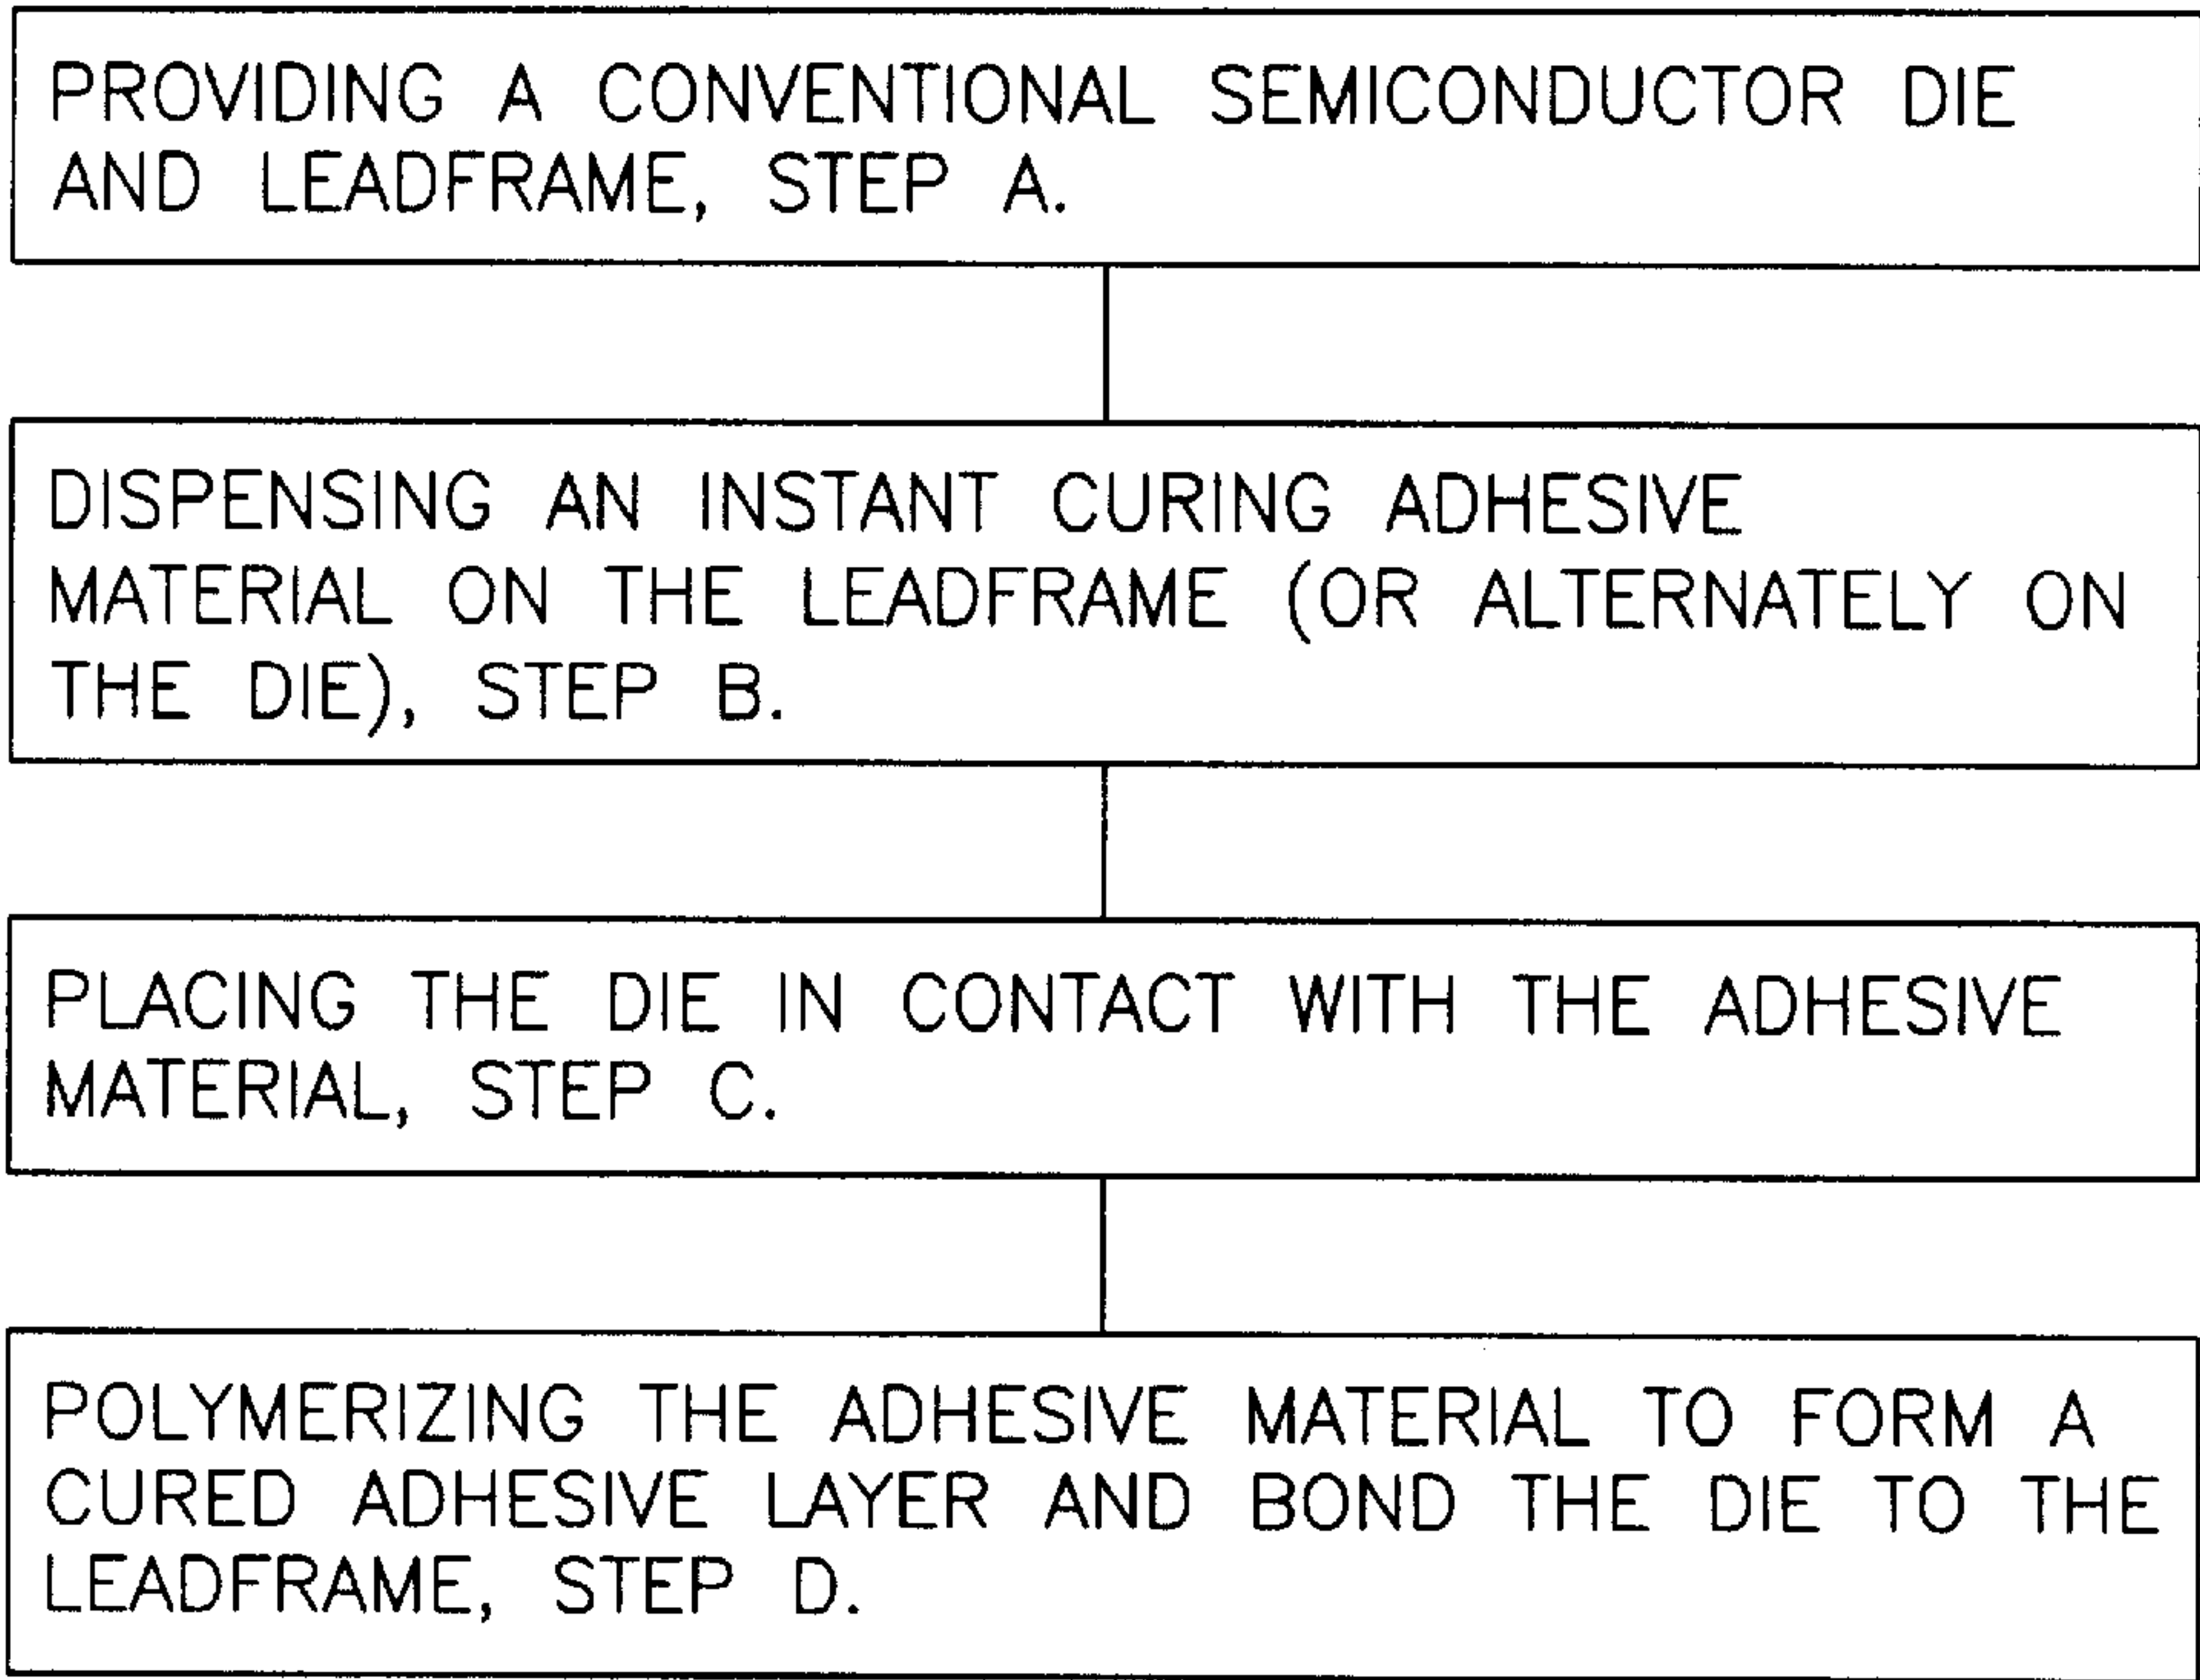 PROVIDING A CONVENTIONAL SEMICONDUCTOR DIE
AND LEADFRAME, STEP A.
DISPENSING AN INSTANT CURING ADHESIVE
MATERIAL ON THE LEADFRAME (OR ALTERNATELY ON
THE DIE), STEP B.
PLACING THE DIE IN CONTACT WITH THE ADHESIVE
MATERIAL, STEP C.
POLYMERIZING THE ADHESIVE MATERIAL TO FORM A
CURED ADHESIVE LAYER AND BOND THE DIE TO THE
LEADFRAME, STEP D.